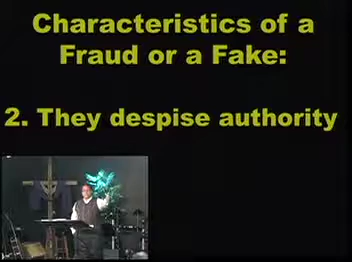 Characteristics of a
Fraud or a Fake:
2. They despise authority